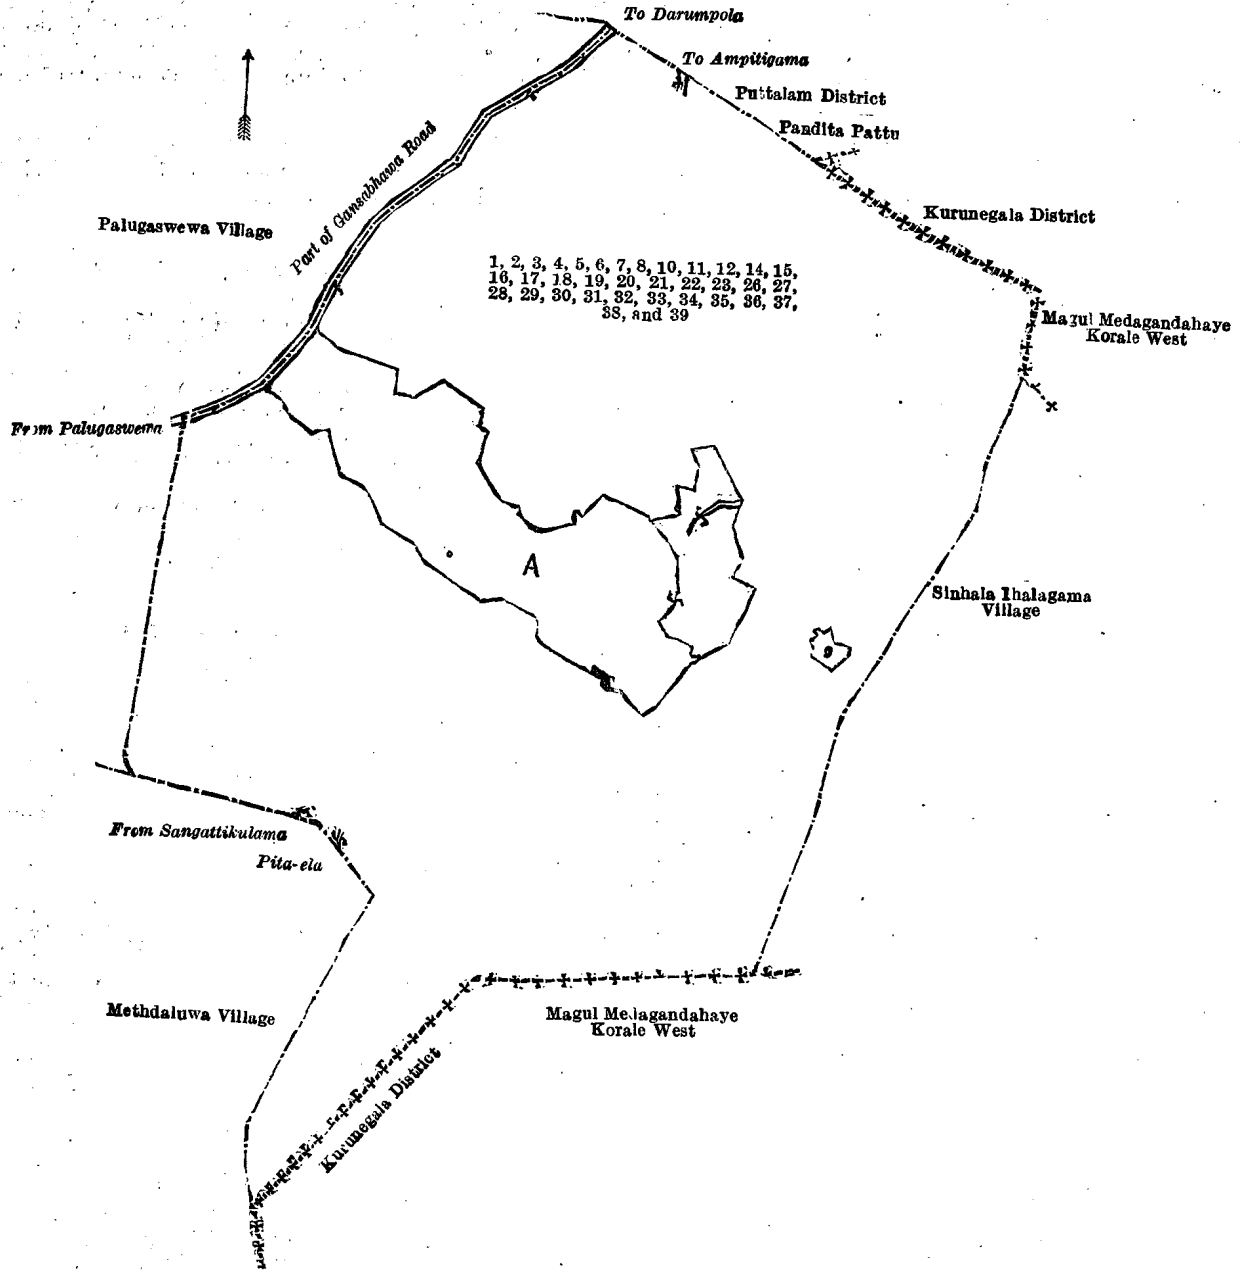 To Darumpola
To Ampitigama
Puttalam District
Pandita Pattu
Part of Gansabhawa Road
Palugaswewa Village
Kurunegala District
1, 2, 3, 4, 5, 6, 7, 8, 10, 11, 12, 14, 15,
16, 17, 18, 19, 20, 21, 22, 23, 26, 27,
28, 29, 30, 31, 32, 33, 34, 35, 36, 37,
38, and 39
Magul Medagandahaye
Korale West
From Palugaswewa
A
Sinhala Ihalagama
Village
9
From Sangattikulama
Pita-ela
Methdaluwa Village
Magul Medagandahaye
Korale West
Kurunegala District